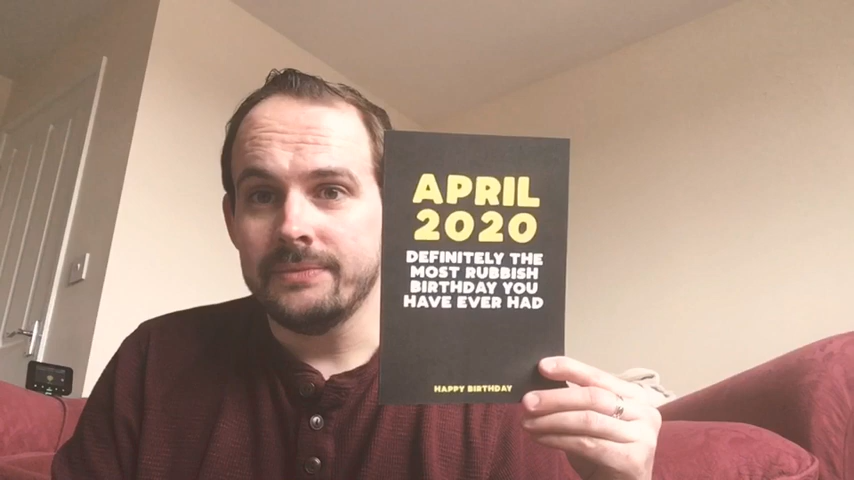 APRIL
2020
DEFINITELY THE
MOST RUBBISH
BIRTHDAY YOU
HAVE EVER HAD
HAPPY BIRTHDAY